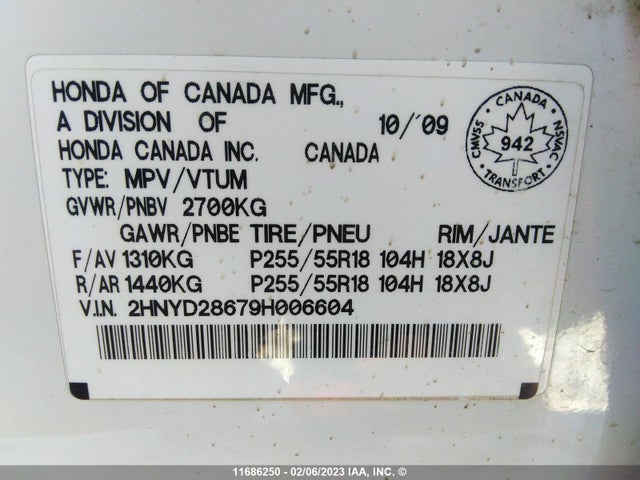 HONDA OF CANADA MFG.,
A DIVISION OF 10/'09
HONDA CANADA INC. CANADA
TYPE: MPV/VTUM
GVWR/PNBV 2700KG
GAWR/PNBE TIRE/PNEU RIM/JANTE
F/AV 1310KG P255/55R18 104H 18X8J
R/AR 1440KG P255/55R18 104H 18X8J
V.I.N. 2HNYD28679H006604
CANADA
CMVSS 942 NSVAC
TRANSPORT
11686250 - 02/06/2023 IAA, INC. ©